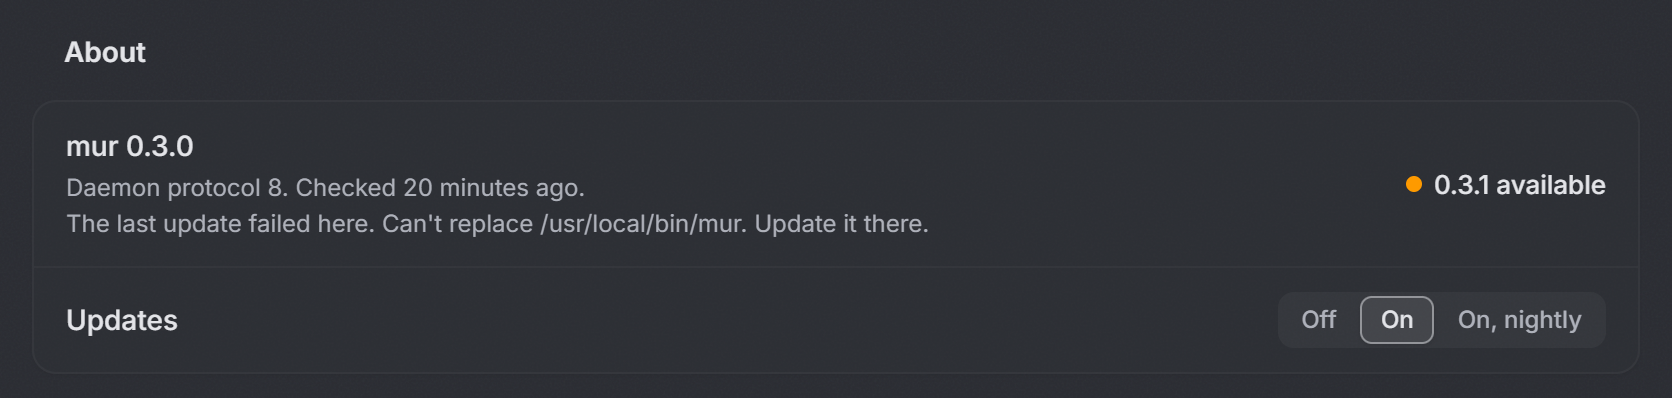 About
mur 0.3.0
Daemon protocol 8. Checked 20 minutes ago.
The last update failed here. Can't replace /usr/local/bin/mur. Update it there.
0.3.1 available
Updates
Off
On
On, nightly